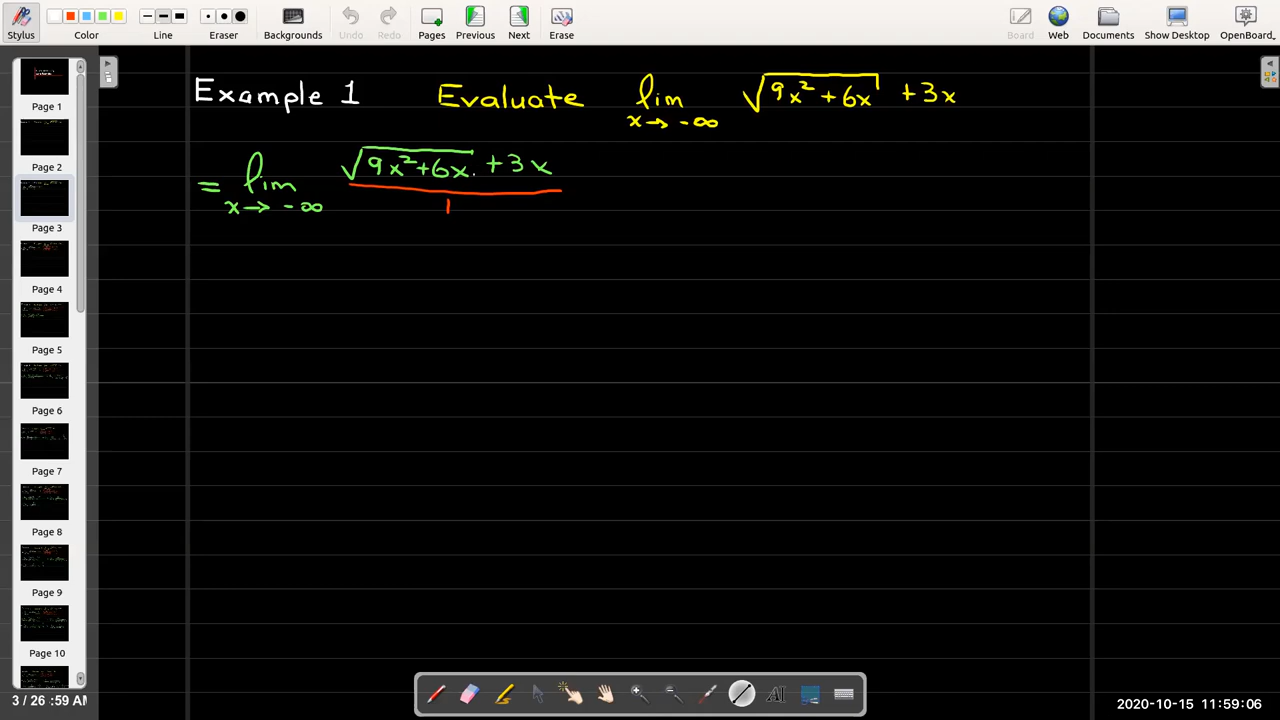 Stylus Color Line Eraser Backgrounds Undo Redo Pages Previous Next Erase Board Web Documents Show Desktop OpenBoard.
Example 1 Evaluate lim x→-∞ √(9x²+6x) +3x
= lim x→-∞ √(9x²+6x) +3x
1
Page 1
Page 2
Page 3
Page 4
Page 5
Page 6
Page 7
Page 8
Page 9
Page 10
3 / 26 :59 AM
2020-10-15 11:59:06